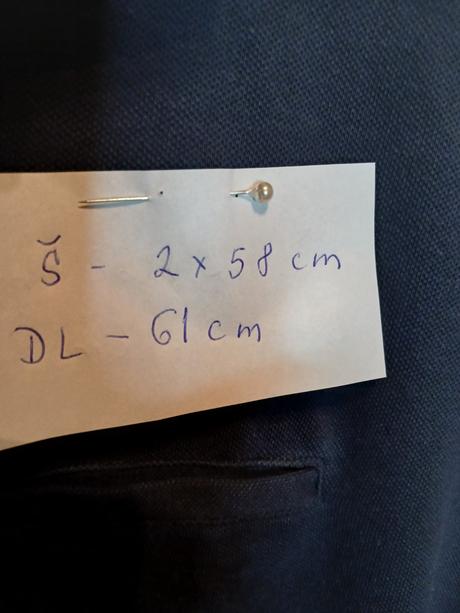 Š - 2 x 58 cm
DL - 61 cm